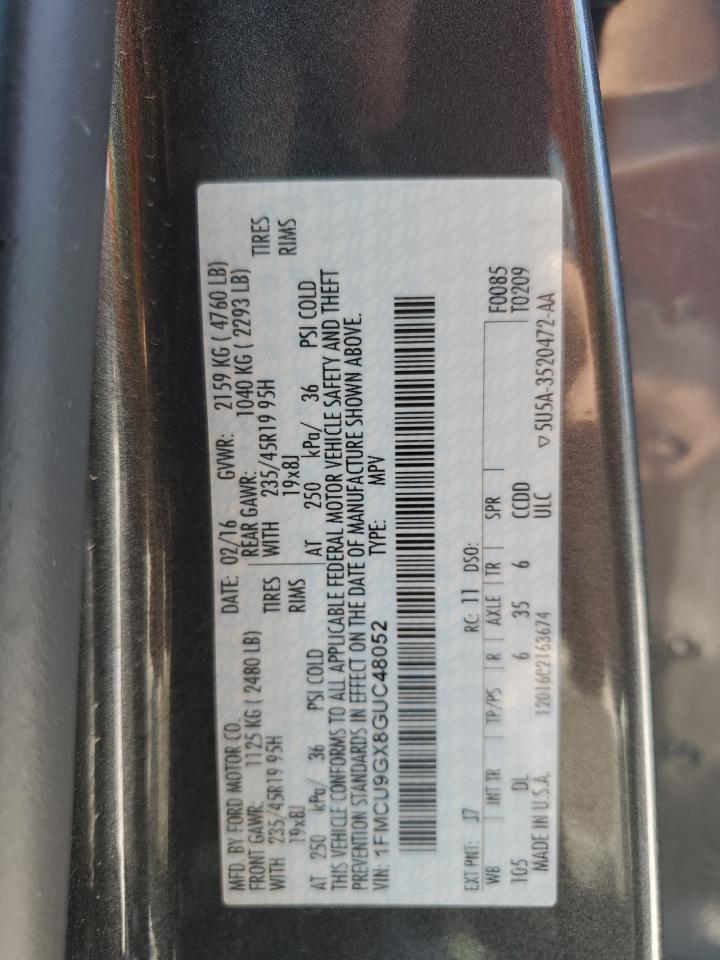 MFD. BY FORD MOTOR CO.
DATE: 02/16 GVWR: 2159 KG ( 4760 LB)
FRONT GAWR: 1125 KG ( 2480 LB) REAR GAWR: 1040 KG ( 2293 LB)
WITH 235/45R19 95H TIRES WITH 235/45R19 95H TIRES
19x8J RIMS 19x8J RIMS
AT 250 kPa/ 36 PSI COLD AT 250 kPa/ 36 PSI COLD
THIS VEHICLE CONFORMS TO ALL APPLICABLE FEDERAL MOTOR VEHICLE SAFETY AND THEFT
PREVENTION STANDARDS IN EFFECT ON THE DATE OF MANUFACTURE SHOWN ABOVE.
VIN: 1FMCU9GX8GUC48052 TYPE: MPV
EXT PNT: J7 RC: 11 DSO:
WB INT TR TP/PS R AXLE TR SPR F0085
105 DL 6 35 6 CCDD T0209
MADE IN U.S.A. 12016C2163674 ULC
▽ 5U5A-3520472-AA